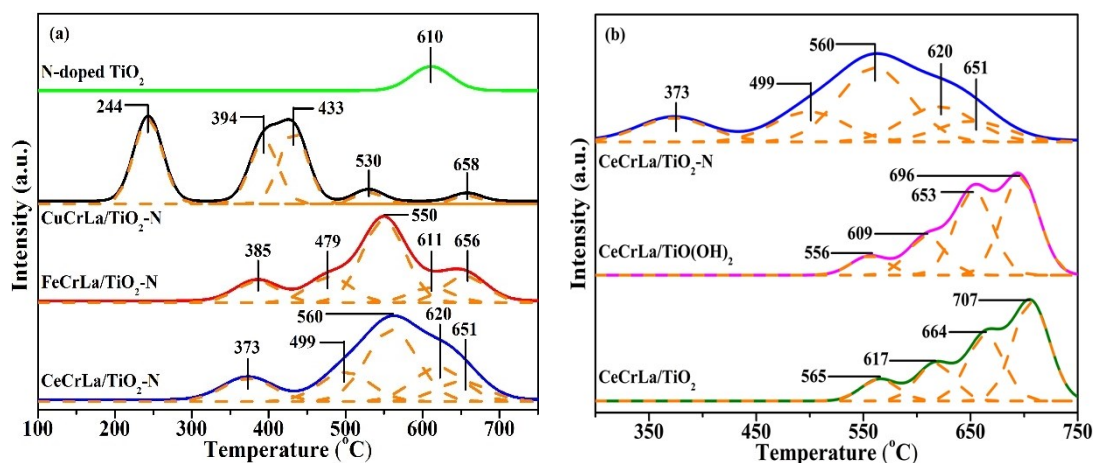 (a)
610
N-doped TiO₂
244
394
433
530
658
CuCrLa/TiO₂-N
550
385
479
611
656
FeCrLa/TiO₂-N
560
620
499
651
373
CeCrLa/TiO₂-N
Intensity (a.u.)
100 200 300 400 500 600 700
Temperature (°C)
(b)
560
620
499
651
373
CeCrLa/TiO₂-N
696
653
609
556
CeCrLa/TiO(OH)₂
707
664
617
565
CeCrLa/TiO₂
Intensity (a.u.)
350 450 550 650 750
Temperature (°C)